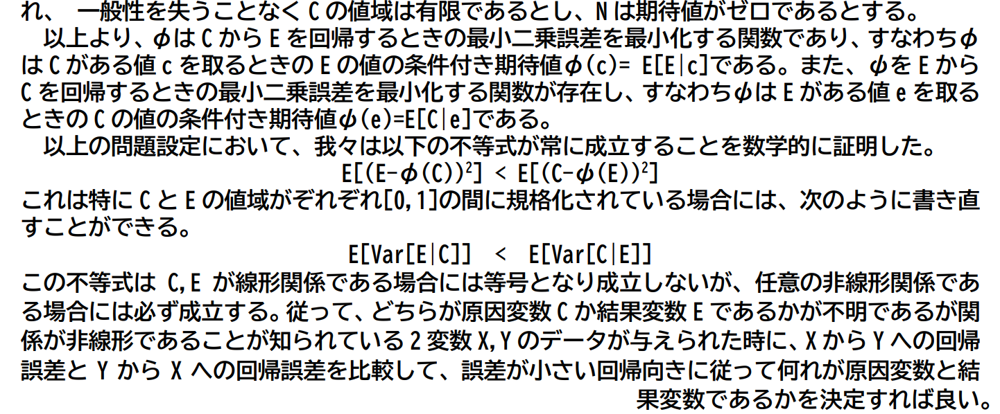 れ、 一般性を失うことなく C の値域は有限であるとし、N は期待値がゼロであるとする。
以上より、φは C から E を回帰するときの最小二乗誤差を最小化する関数であり、すなわちφ
は C がある値 c を取るときの E の値の条件付き期待値φ(c)= E[E|c]である。また、ψを E から
C を回帰するときの最小二乗誤差を最小化する関数が存在し、すなわちψは E がある値 e を取る
ときの C の値の条件付き期待値ψ(e)=E[C|e]である。
以上の問題設定において、我々は以下の不等式が常に成立することを数学的に証明した。
E[(E-φ(C))²] < E[(C-ψ(E))²]
これは特に C と E の値域がぞれぞれ[0,1]の間に規格化されている場合には、次のように書き直
すことができる。
E[Var[E|C]] < E[Var[C|E]]
この不等式は C,E が線形関係である場合には等号となり成立しないが、任意の非線形関係であ
る場合には必ず成立する。従って、どちらが原因変数 C か結果変数 E であるかが不明であるが関
係が非線形であることが知られている 2 変数 X,Y のデータが与えられた時に、X から Y への回帰
誤差と Y から X への回帰誤差を比較して、誤差が小さい回帰向きに従って何れが原因変数と結
果変数であるかを決定すれば良い。